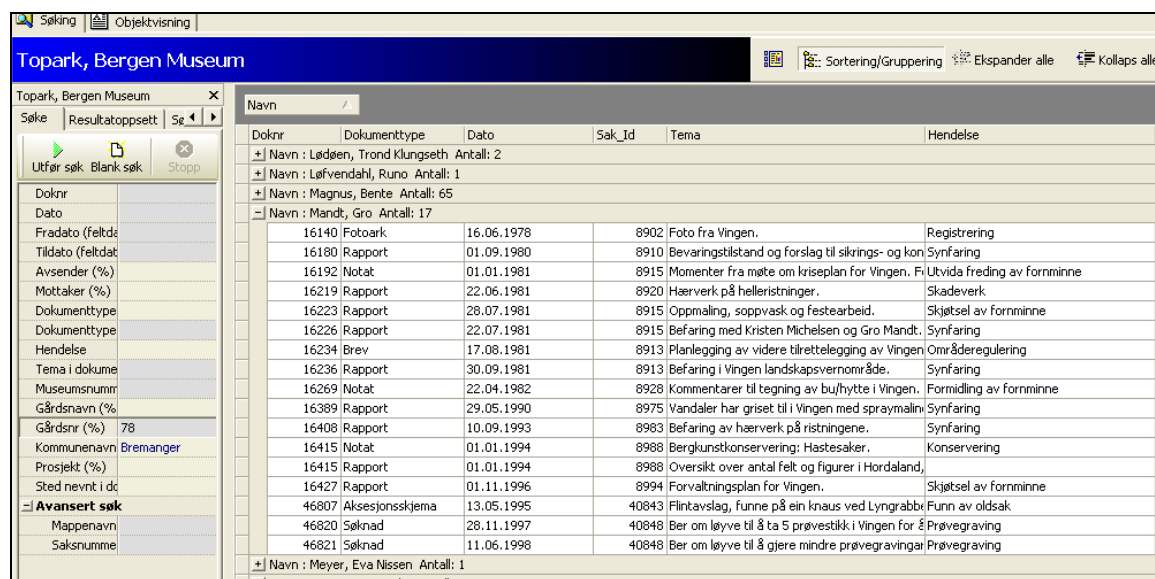 Søking Objektvisning
Topark, Bergen Museum Sortering/Gruppering Ekspander alle Kollaps alle
Topark, Bergen Museum X
Søke Resultatoppsett Sø
Utfør søk Blank søk Stopp
Doknr
Dato
Fradato (feltda
Tildato (feltdat
Avsender (%)
Mottaker (%)
Dokumenttype
Dokumenttype
Hendelse
Tema i dokume
Museumsnumm
Gårdsnavn (%
Gårdsnr (%) 78
Kommunenavn Bremanger
Prosjekt (%)
Sted nevnt i do
Avansert søk
Mappenavn
Saksnumme
Navn
Doknr Dokumenttype Dato Sak_Id Tema Hendelse
Navn : Lødøen, Trond Klungseth Antall: 2
Navn : Løfvendahl, Runo Antall: 1
Navn : Magnus, Bente Antall: 65
Navn : Mandt, Gro Antall: 17
16140 Fotoark 16.06.1978 8902 Foto fra Vingen. Registrering
16180 Rapport 01.09.1980 8910 Bevaringstilstand og forslag til sikrings- og kon Synfaring
16192 Notat 01.01.1981 8915 Momenter fra møte om kriseplan for Vingen. F Utvida freding av fornminne
16219 Rapport 22.06.1981 8920 Hærverk på helleristninger. Skadeverk
16223 Rapport 28.07.1981 8915 Oppmaling, soppvask og festearbeid. Skjøtsel av fornminne
16226 Rapport 22.07.1981 8915 Befaring med Kristen Michelsen og Gro Mandt. Synfaring
16234 Brev 17.08.1981 8913 Planlegging av videre tilrettelegging av Vingen Områderegulering
16236 Rapport 30.09.1981 8913 Befaring i Vingen landskapsvernområde. Synfaring
16269 Notat 22.04.1982 8928 Kommentarer til tegning av bu/hytte i Vingen. Formidling av fornminne
16389 Rapport 29.05.1990 8975 Vandaler har griset til i Vingen med spraymalin Synfaring
16408 Rapport 10.09.1993 8983 Befaring av hærverk på ristningene. Synfaring
16415 Notat 01.01.1994 8988 Bergkunstkonservering: Hastesaker. Konservering
16415 Rapport 01.01.1994 8988 Oversikt over antal felt og figurer i Hordaland,
16427 Rapport 01.11.1996 8994 Forvaltningsplan for Vingen. Skjøtsel av fornminne
46807 Aksesjonsskjema 13.05.1995 40843 Flintavslag, funne på ein knaus ved Lyngrabbe Funn av oldsak
46820 Søknad 28.11.1997 40848 Ber om løyve til å ta 5 prøvestikk i Vingen for å Prøvegraving
46821 Søknad 11.06.1998 40848 Ber om løyve til å gjere mindre prøvegravingar Prøvegraving
Navn : Meyer, Eva Nissen Antall: 1